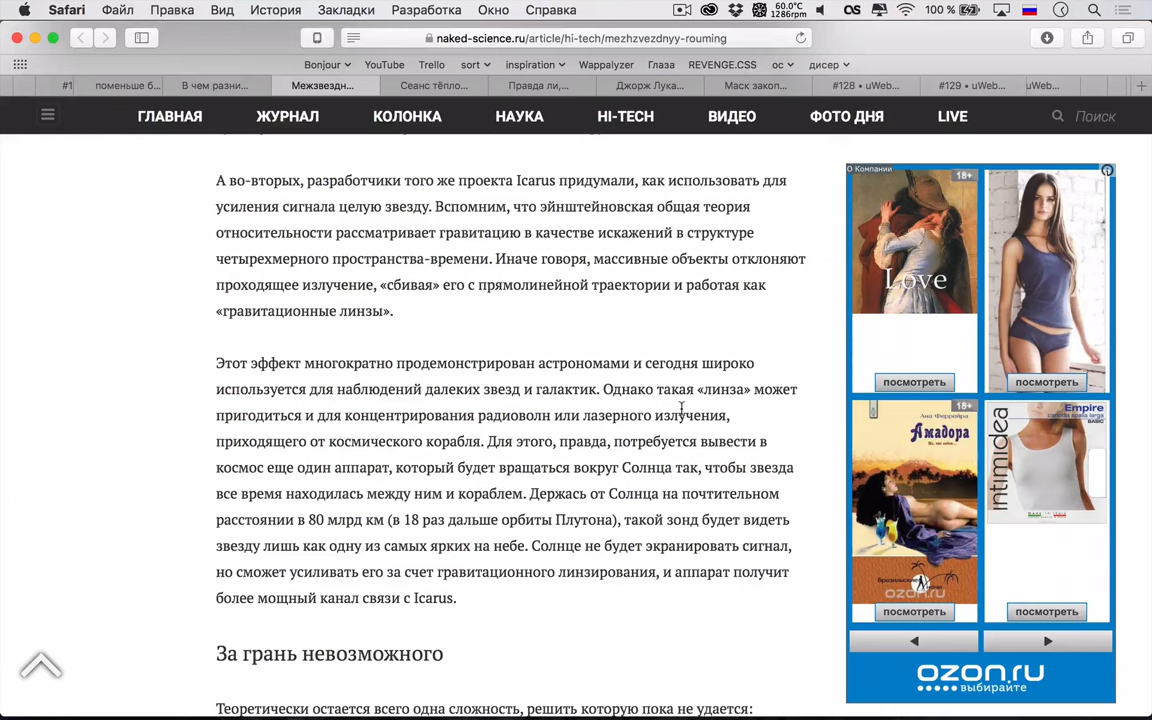 Safari Файл Правка Вид История Закладки Разработка Окно Справка 60.0°C 1286rpm 100 %
naked-science.ru/article/hi-tech/mezhzvezdnyy-rouming
Bonjour YouTube Trello sort inspiration Wappalyzer Глаза REVENGE.CSS ос дисер
#1 поменьше б... В чем разни... Межзвездн... Сеанс тёпло... Правда ли,... Джорж Лука... Маск закоп... #128 • uWeb... #129 • uWeb... uWeb...
ГЛАВНАЯ ЖУРНАЛ КОЛОНКА НАУКА HI-TECH ВИДЕО ФОТО ДНЯ LIVE Поиск
А во-вторых, разработчики того же проекта Icarus придумали, как использовать для
усиления сигнала целую звезду. Вспомним, что эйнштейновская общая теория
относительности рассматривает гравитацию в качестве искажений в структуре
четырехмерного пространства-времени. Иначе говоря, массивные объекты отклоняют
проходящее излучение, «сбивая» его с прямолинейной траектории и работая как
«гравитационные линзы».
Этот эффект многократно продемонстрирован астрономами и сегодня широко
используется для наблюдений далеких звезд и галактик. Однако такая «линза» может
пригодиться и для концентрирования радиоволн или лазерного излучения,
приходящего от космического корабля. Для этого, правда, потребуется вывести в
космос еще один аппарат, который будет вращаться вокруг Солнца так, чтобы звезда
все время находилась между ним и кораблем. Держась от Солнца на почтительном
расстоянии в 80 млрд км (в 18 раз дальше орбиты Плутона), такой зонд будет видеть
звезду лишь как одну из самых ярких на небе. Солнце не будет экранировать сигнал,
но сможет усиливать его за счет гравитационного линзирования, и аппарат получит
более мощный канал связи с Icarus.
За грань невозможного
Теоретически остается всего одна сложность, решить которую пока не удается:
О Компании
18+
Love
посмотреть
посмотреть
18+
Ана Феррейра
Амадора
Бразильские ночи
ozon.ru
посмотреть
Empire
BASIC
intimidea
посмотреть
ozon.ru
выбирайте